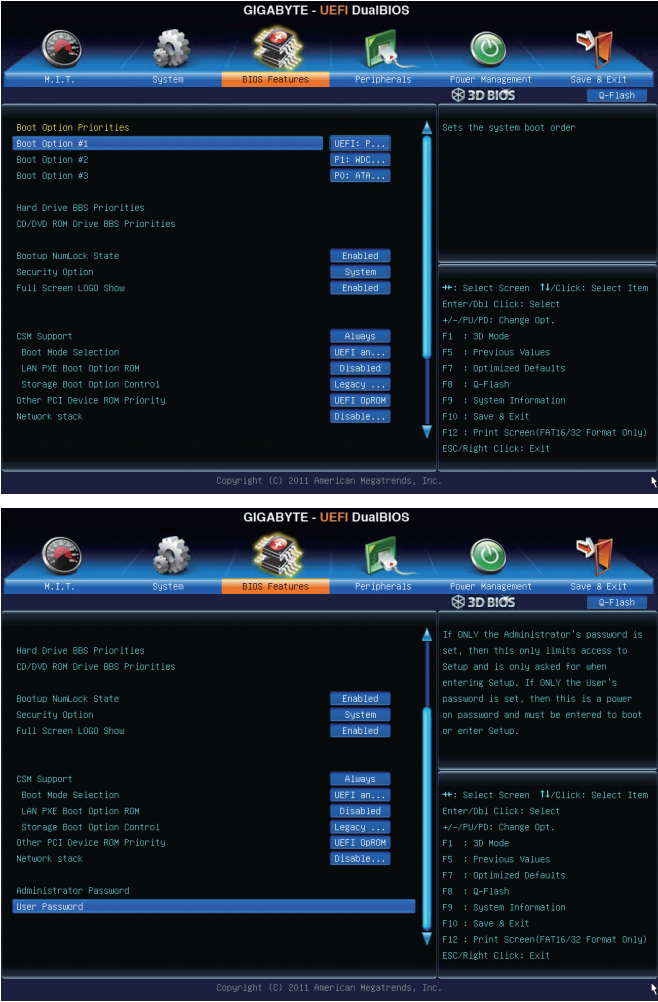 GIGABYTE - UEFI DualBIOS
M.I.T. System BIOS Features Peripherals Power Management Save & Exit
3D BIOS Q-Flash
Boot Option Priorities
Boot Option #1 UEFI: P...
Boot Option #2 P1: WDC...
Boot Option #3 P0: ATA...
Hard Drive BBS Priorities
CD/DVD ROM Drive BBS Priorities
Bootup NumLock State Enabled
Security Option System
Full Screen LOGO Show Enabled
CSM Support Always
Boot Mode Selection UEFI an...
LAN PXE Boot Option ROM Disabled
Storage Boot Option Control Legacy ...
Other PCI Device ROM Priority UEFI OpROM
Network stack Disable...
Sets the system boot order
→←: Select Screen ↑↓/Click: Select Item
Enter/Dbl Click: Select
+/-/PU/PD: Change Opt.
F1 : 3D Mode
F5 : Previous Values
F7 : Optimized Defaults
F8 : Q-Flash
F9 : System Information
F10 : Save & Exit
F12 : Print Screen(FAT16/32 Format Only)
ESC/Right Click: Exit
Copyright (C) 2011 American Megatrends, Inc.
GIGABYTE - UEFI DualBIOS
M.I.T. System BIOS Features Peripherals Power Management Save & Exit
3D BIOS Q-Flash
Hard Drive BBS Priorities
CD/DVD ROM Drive BBS Priorities
Bootup NumLock State Enabled
Security Option System
Full Screen LOGO Show Enabled
CSM Support Always
Boot Mode Selection UEFI an...
LAN PXE Boot Option ROM Disabled
Storage Boot Option Control Legacy ...
Other PCI Device ROM Priority UEFI OpROM
Network stack Disable...
Administrator Password
User Password
If ONLY the Administrator's password is
set, then this only limits access to
Setup and is only asked for when
entering Setup. If ONLY the User's
password is set, then this is a power
on password and must be entered to boot
or enter Setup.
→←: Select Screen ↑↓/Click: Select Item
Enter/Dbl Click: Select
+/-/PU/PD: Change Opt.
F1 : 3D Mode
F5 : Previous Values
F7 : Optimized Defaults
F8 : Q-Flash
F9 : System Information
F10 : Save & Exit
F12 : Print Screen(FAT16/32 Format Only)
ESC/Right Click: Exit
Copyright (C) 2011 American Megatrends, Inc.